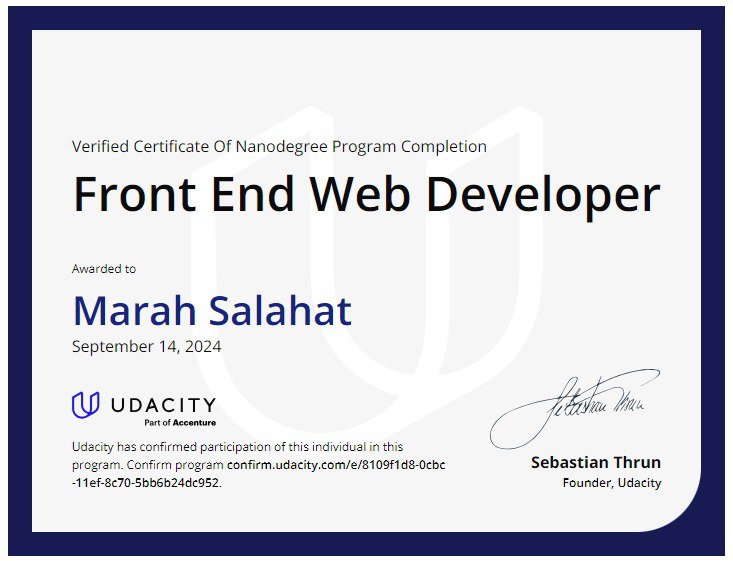 Verified Certificate Of Nanodegree Program Completion
Front End Web Developer
Awarded to
Marah Salahat
September 14, 2024
UDACITY
Part of Accenture
Udacity has confirmed participation of this individual in this
program. Confirm program confirm.udacity.com/e/8109f1d8-0cbc
-11ef-8c70-5bb6b24dc952.
Sebastian Thrun
Sebastian Thrun
Founder, Udacity